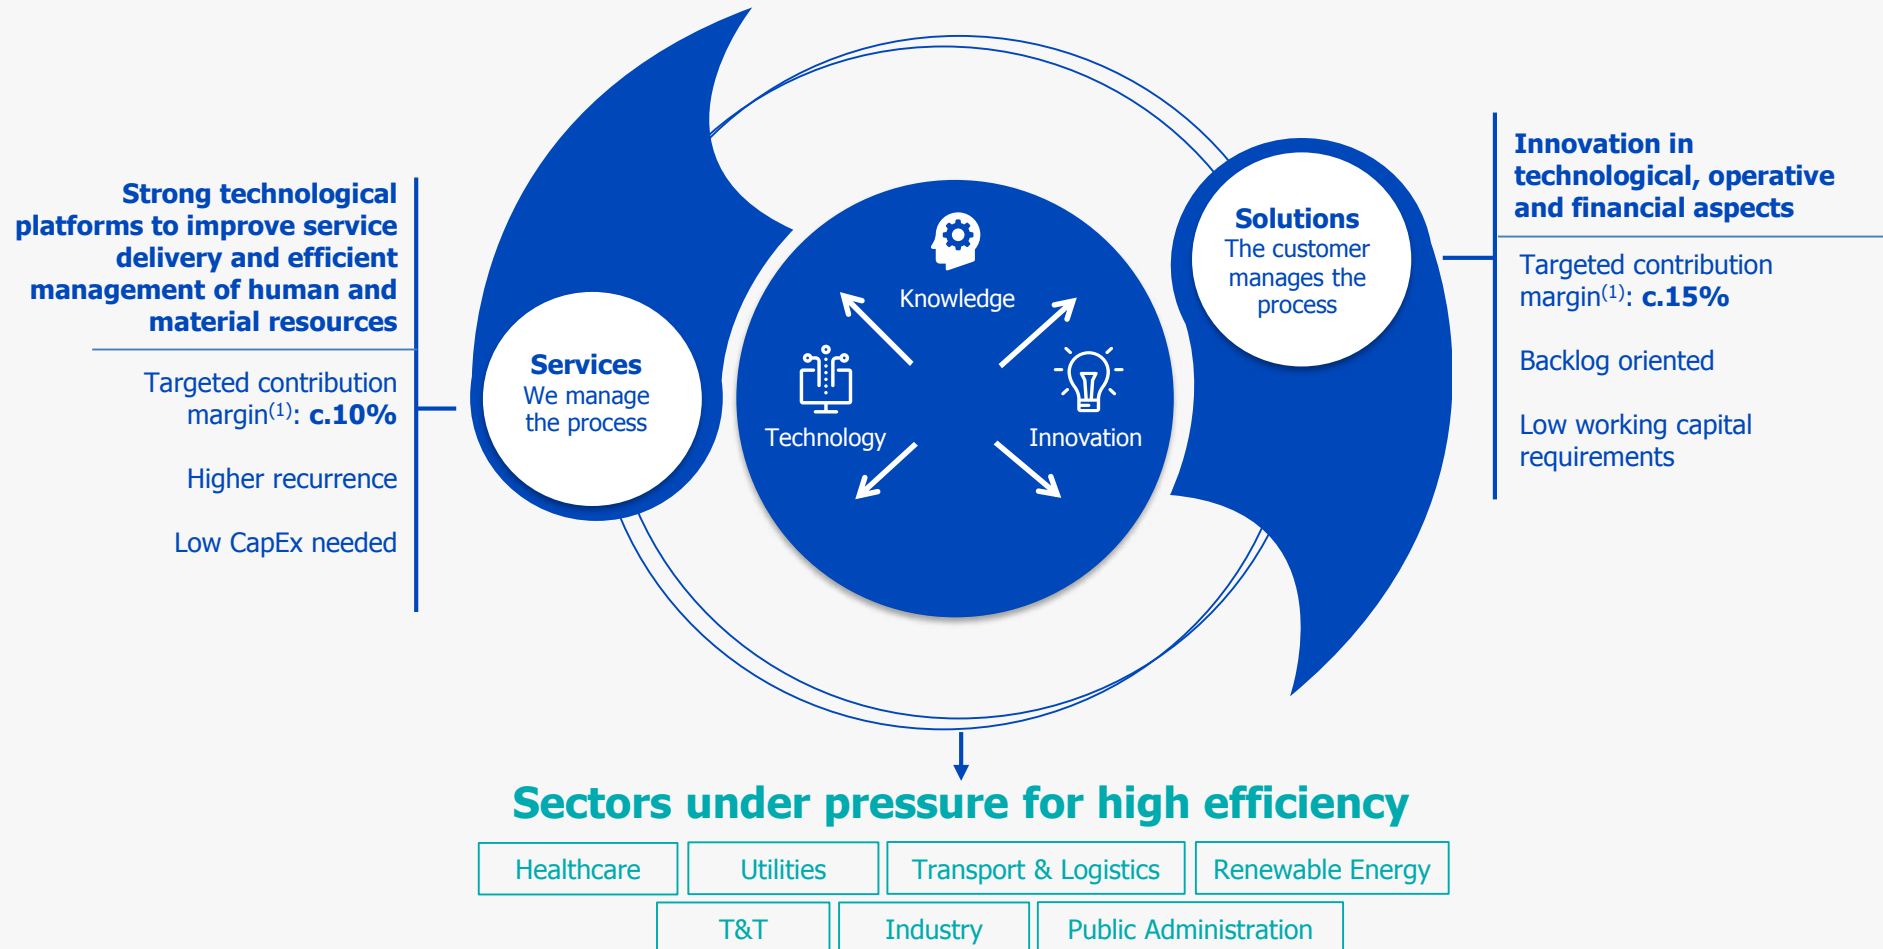 Strong technological
platforms to improve service
delivery and efficient
management of human and
material resources
Targeted contribution
margin(1): c.10%
Higher recurrence
Low CapEx needed
Services
We manage
the process
Knowledge
Technology
Innovation
Solutions
The customer
manages the
process
Innovation in
technological, operative
and financial aspects
Targeted contribution
margin(1): c.15%
Backlog oriented
Low working capital
requirements
Sectors under pressure for high efficiency
Healthcare
Utilities
Transport & Logistics
Renewable Energy
T&T
Industry
Public Administration